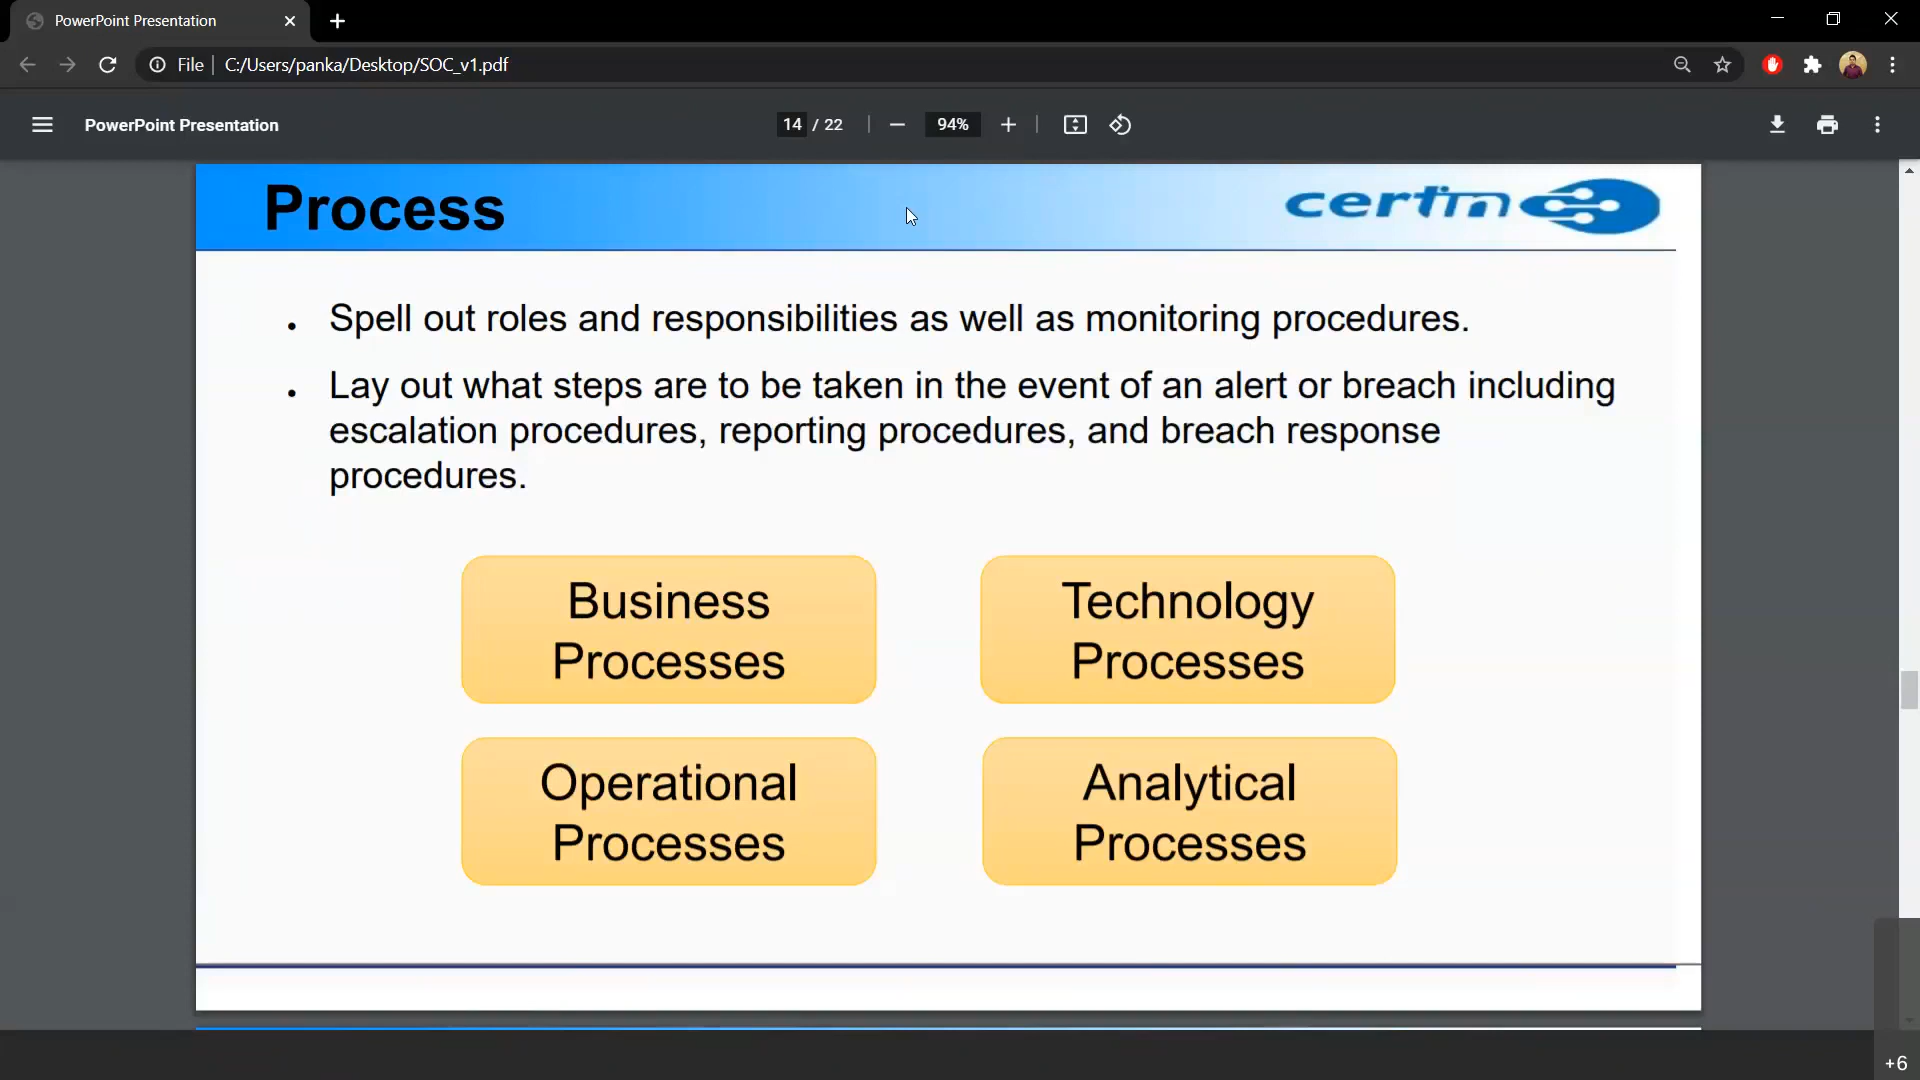 PowerPoint Presentation
File
C:/Users/panka/Desktop/SOC_v1.pdf
PowerPoint Presentation
14 / 22
94%
Process
certin
• Spell out roles and responsibilities as well as monitoring procedures.
• Lay out what steps are to be taken in the event of an alert or breach including
escalation procedures, reporting procedures, and breach response
procedures.
Business
Processes
Technology
Processes
Operational
Processes
Analytical
Processes
+6